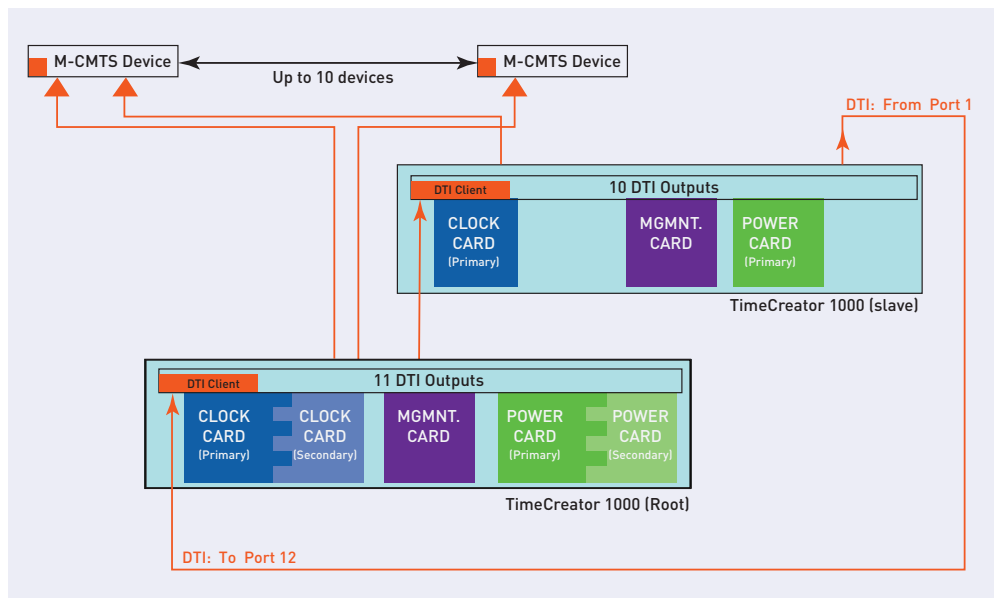 M-CMTS Device
Up to 10 devices
M-CMTS Device
DTI: From Port 1
DTI Client
10 DTI Outputs
CLOCK
CARD
(Primary)
MGMNT.
CARD
POWER
CARD
(Primary)
TimeCreator 1000 (slave)
DTI Client
11 DTI Outputs
CLOCK
CARD
(Primary)
CLOCK
CARD
(Secondary)
MGMNT.
CARD
POWER
CARD
(Primary)
POWER
CARD
(Secondary)
TimeCreator 1000 (Root)
DTI: To Port 12